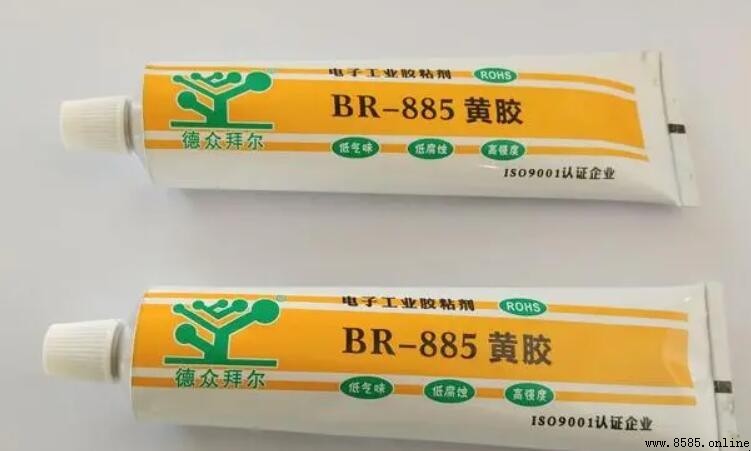 电子工业胶粘剂 ROHS
BR-885 黄胶
德众拜尔
低气味 低腐蚀 高强度
ISO9001认证企业
电子工业胶粘剂 ROHS
®
BR-885 黄胶
德众拜尔
低气味 低腐蚀 高强度
ISO9001认证企业
www.8585.online